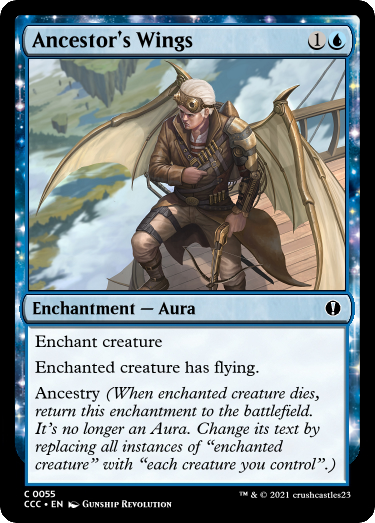 Ancestor's Wings 1
Enchantment — Aura
Enchant creature
Enchanted creature has flying.
Ancestry (When enchanted creature dies,
return this enchantment to the battlefield.
It's no longer an Aura. Change its text by
replacing all instances of “enchanted
creature” with “each creature you control”.)
C 0055
CCC • EN Gunship Revolution
™ & © 2021 crushcastles23